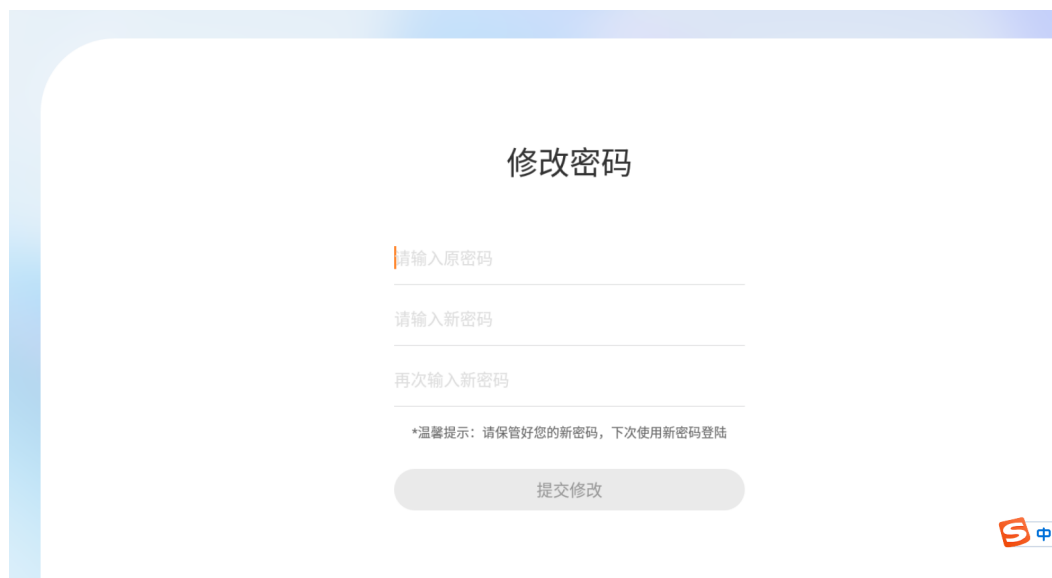 修改密码
请输入原密码
请输入新密码
再次输入新密码
*温馨提示：请保管好您的新密码，下次使用新密码登陆
提交修改
中